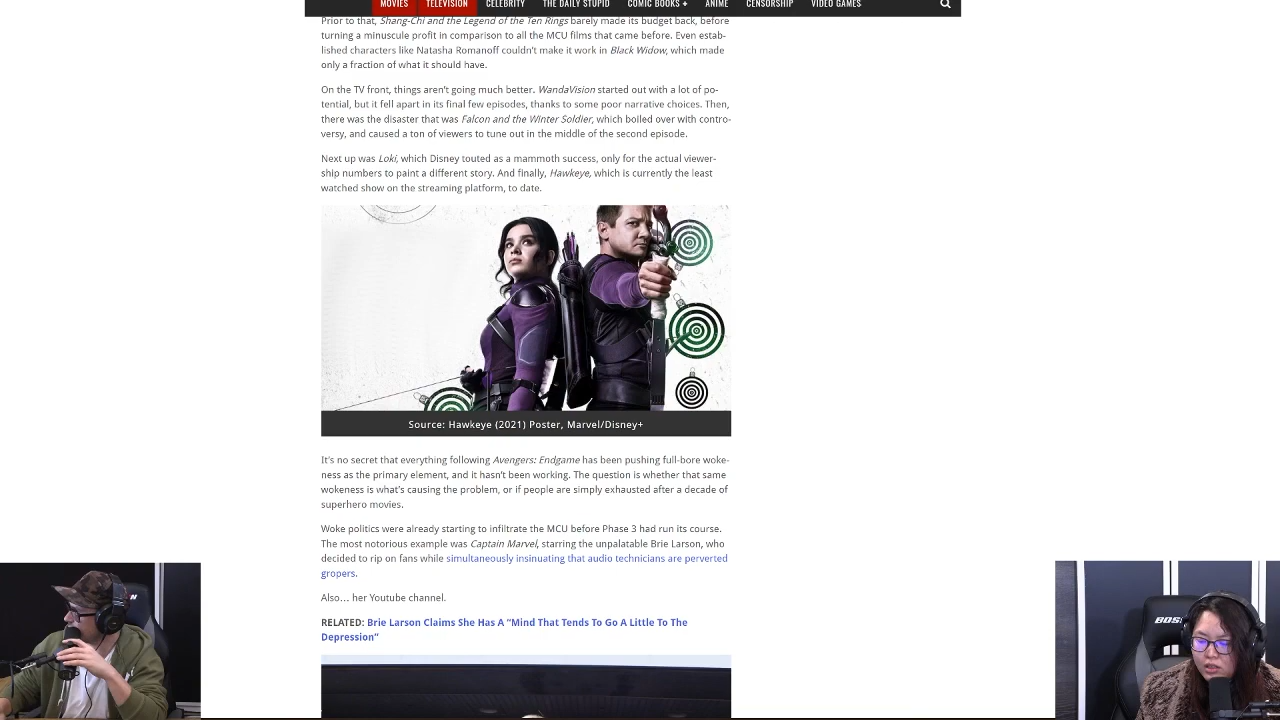 MOVIES TELEVISION CELEBRITY THE DAILY STUPID COMIC BOOKS + ANIME CENSORSHIP VIDEO GAMES
Prior to that, Shang-Chi and the Legend of the Ten Rings barely made its budget back, before
turning a minuscule profit in comparison to all the MCU films that came before. Even estab-
lished characters like Natasha Romanoff couldn't make it work in Black Widow, which made
only a fraction of what it should have.
On the TV front, things aren't going much better. WandaVision started out with a lot of po-
tential, but it fell apart in its final few episodes, thanks to some poor narrative choices. Then,
there was the disaster that was Falcon and the Winter Soldier, which boiled over with contro-
versy, and caused a ton of viewers to tune out in the middle of the second episode.
Next up was Loki, which Disney touted as a mammoth success, only for the actual viewer-
ship numbers to paint a different story. And finally, Hawkeye, which is currently the least
watched show on the streaming platform, to date.
Source: Hawkeye (2021) Poster, Marvel/Disney+
It's no secret that everything following Avengers: Endgame has been pushing full-bore woke-
ness as the primary element, and it hasn't been working. The question is whether that same
wokeness is what's causing the problem, or if people are simply exhausted after a decade of
superhero movies.
Woke politics were already starting to infiltrate the MCU before Phase 3 had run its course.
The most notorious example was Captain Marvel, starring the unpalatable Brie Larson, who
decided to rip on fans while simultaneously insinuating that audio technicians are perverted
gropers.
Also... her Youtube channel.
RELATED: Brie Larson Claims She Has A "Mind That Tends To Go A Little To The
Depression"